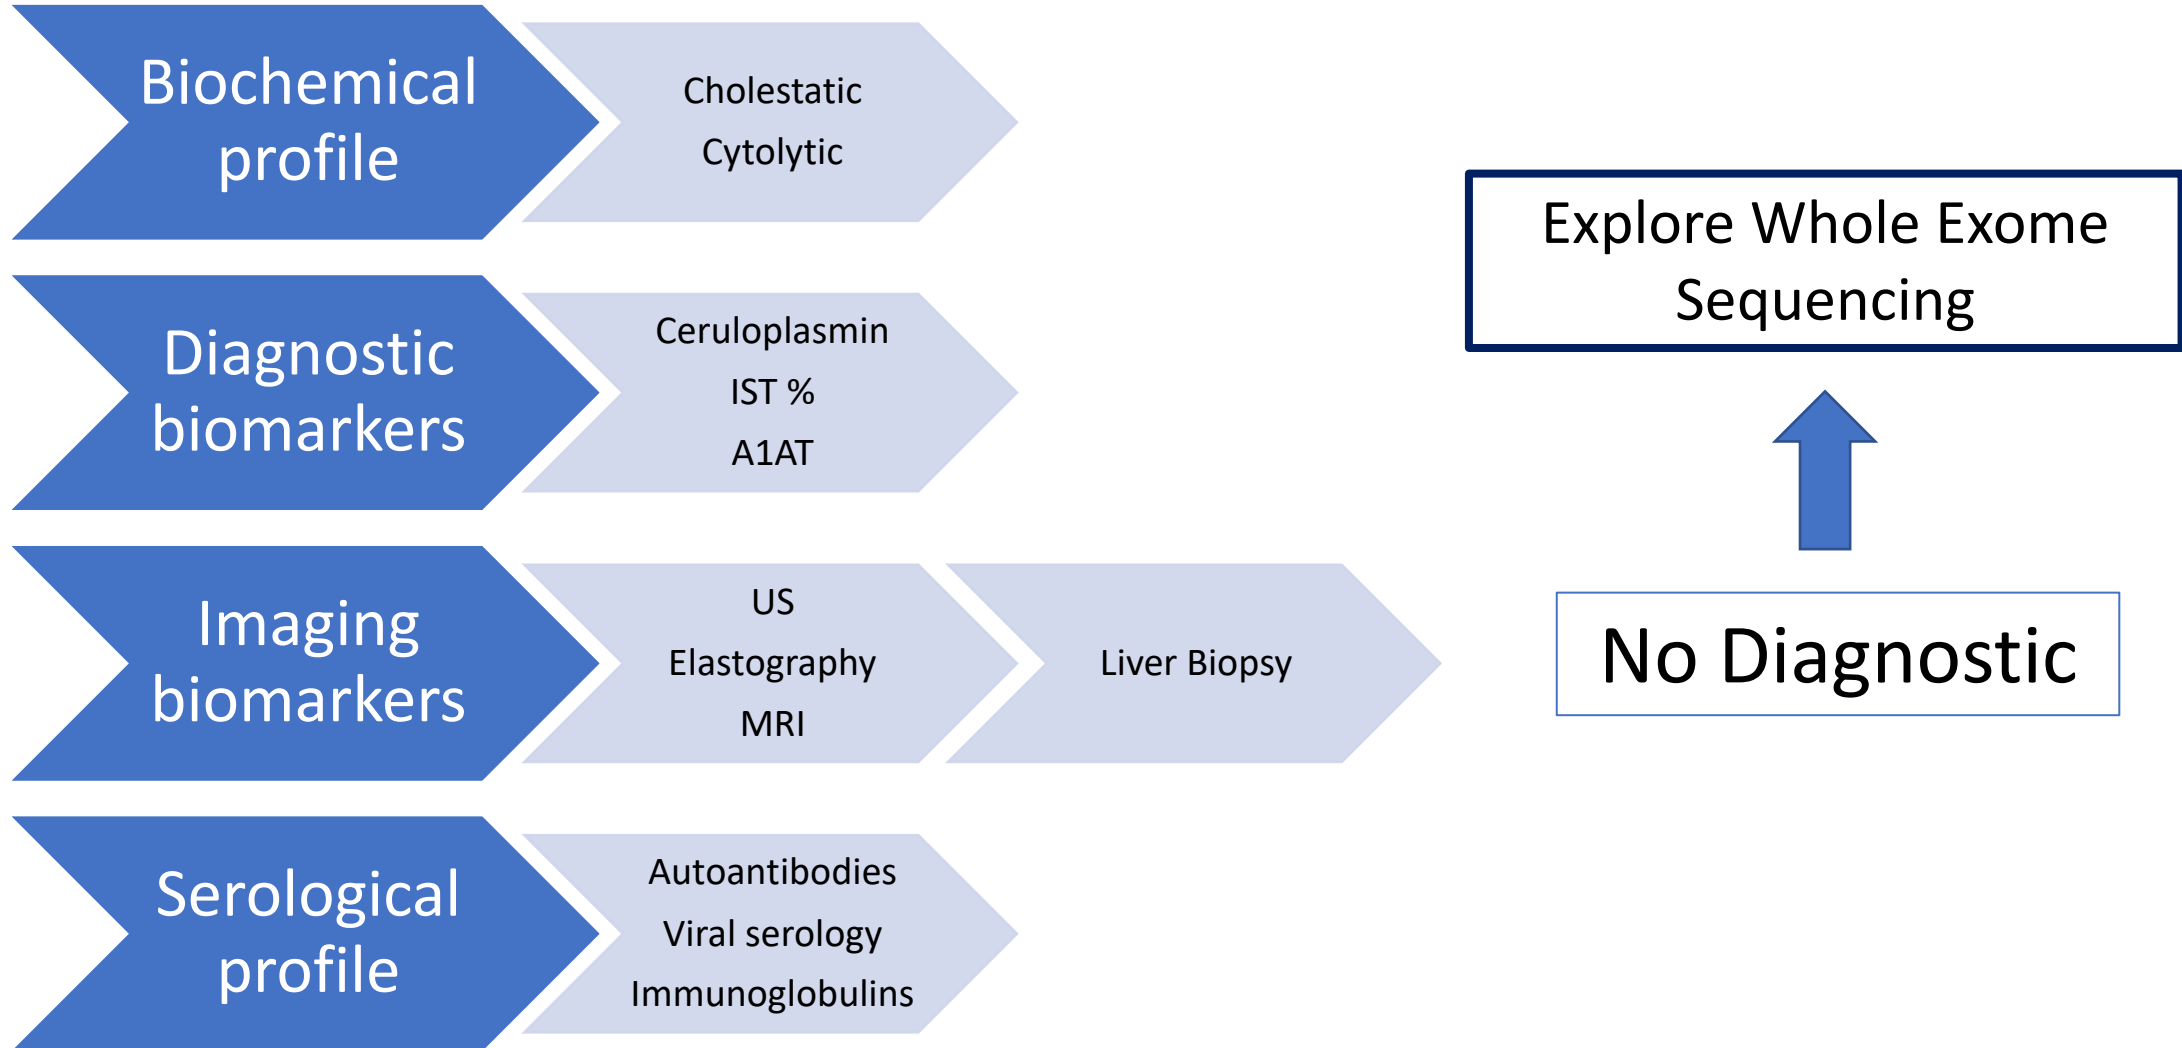 Biochemical
profile
Cholestatic
Cytolytic
Diagnostic
biomarkers
Ceruloplasmin
IST %
A1AT
Imaging
biomarkers
US
Elastography
MRI
Liver Biopsy
Serological
profile
Autoantibodies
Viral serology
Immunoglobulins
Explore Whole Exome
Sequencing
No Diagnostic